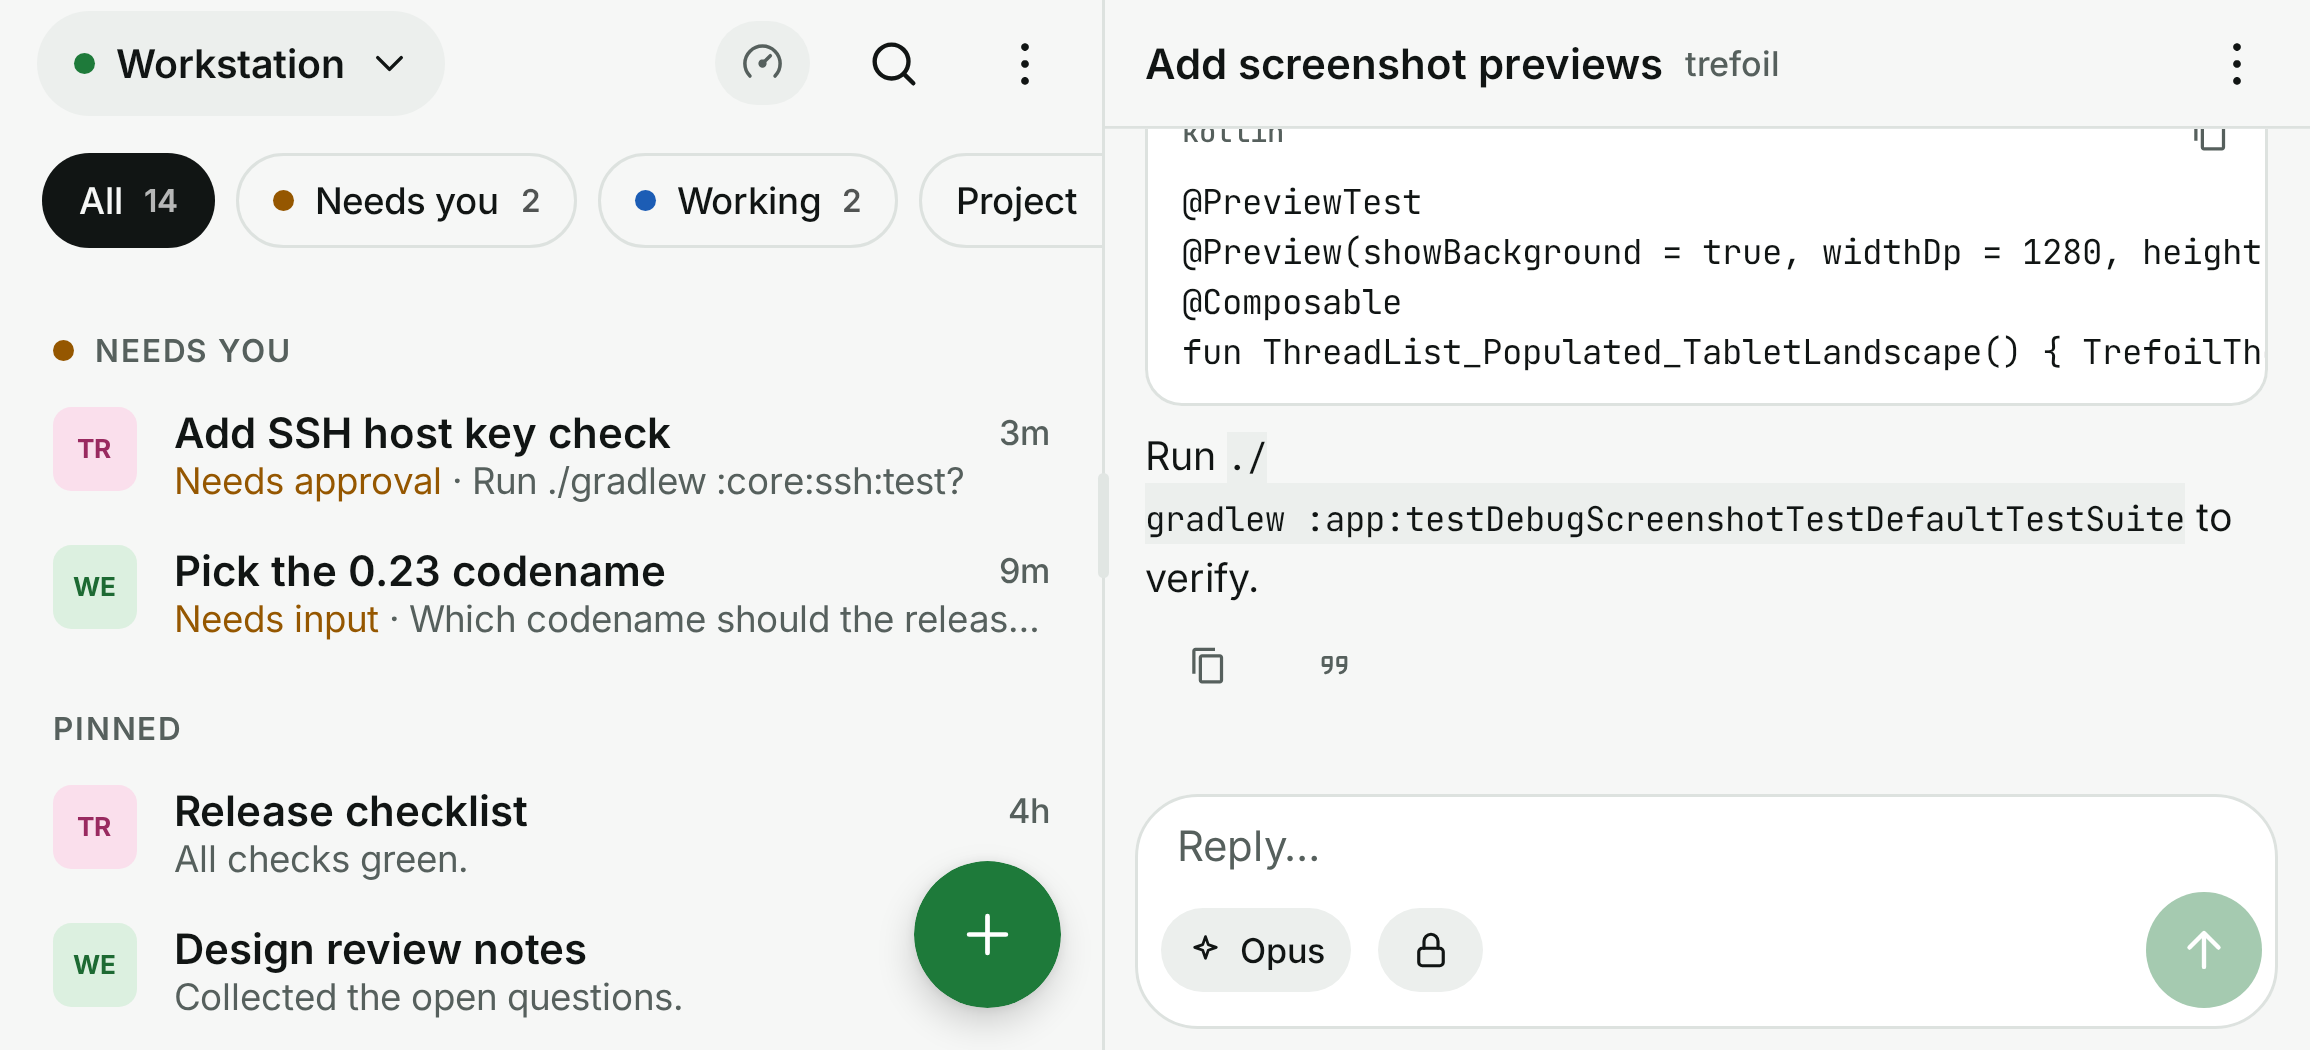 Workstation
All 14
Needs you 2
Working 2
Project
NEEDS YOU
TR
Add SSH host key check
3m
Needs approval · Run ./gradlew :core:ssh:test?
WE
Pick the 0.23 codename
9m
Needs input · Which codename should the releas...
PINNED
TR
Release checklist
4h
All checks green.
WE
Design review notes
Collected the open questions.
Add screenshot previews trefoil
kotlin
@PreviewTest
@Preview(showBackground = true, widthDp = 1280, height
@Composable
fun ThreadList_Populated_TabletLandscape() { TrefoilTh
Run ./
gradlew :app:testDebugScreenshotTestDefaultTestSuite to
verify.
Reply...
Opus